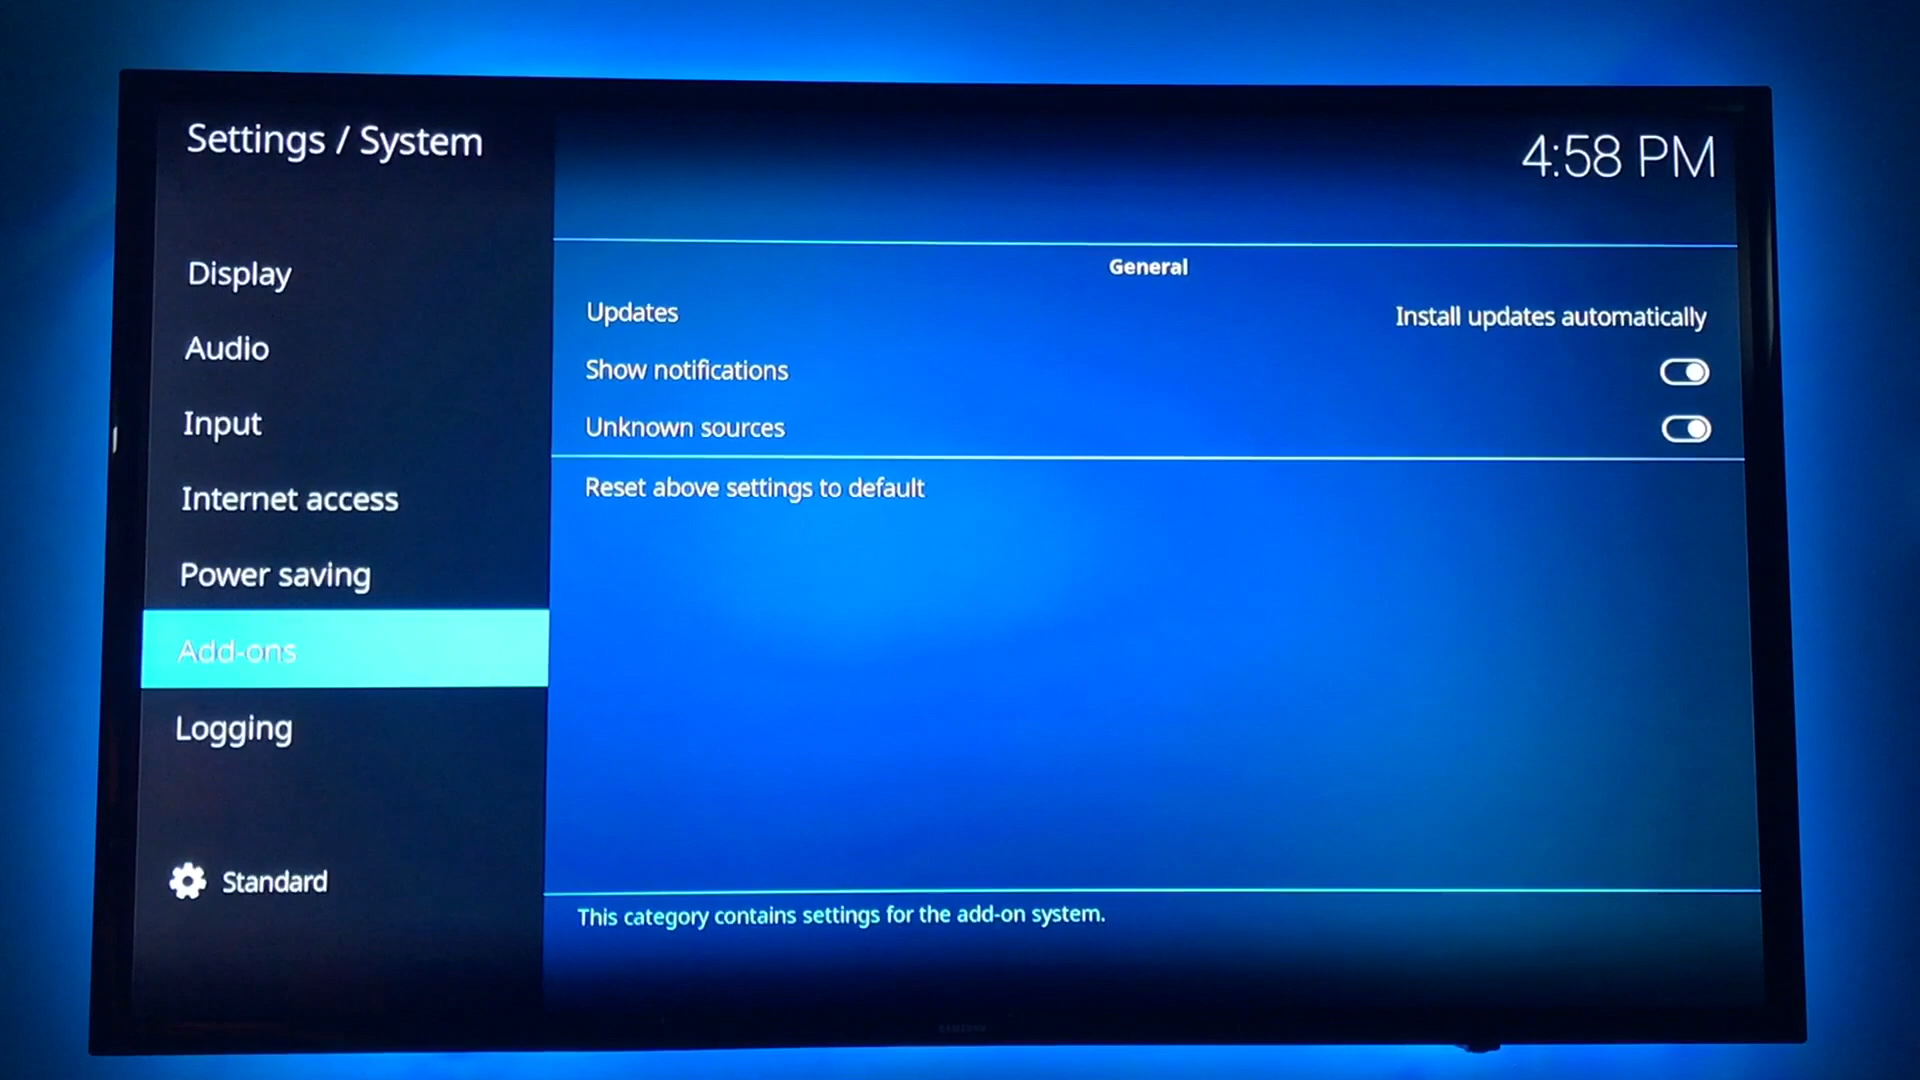 Settings / System
4:58 PM
Display
Audio
Input
Internet access
Power saving
Add-ons
Logging
Standard
General
Updates
Install updates automatically
Show notifications
Unknown sources
Reset above settings to default
This category contains settings for the add-on system.
SAMSUNG